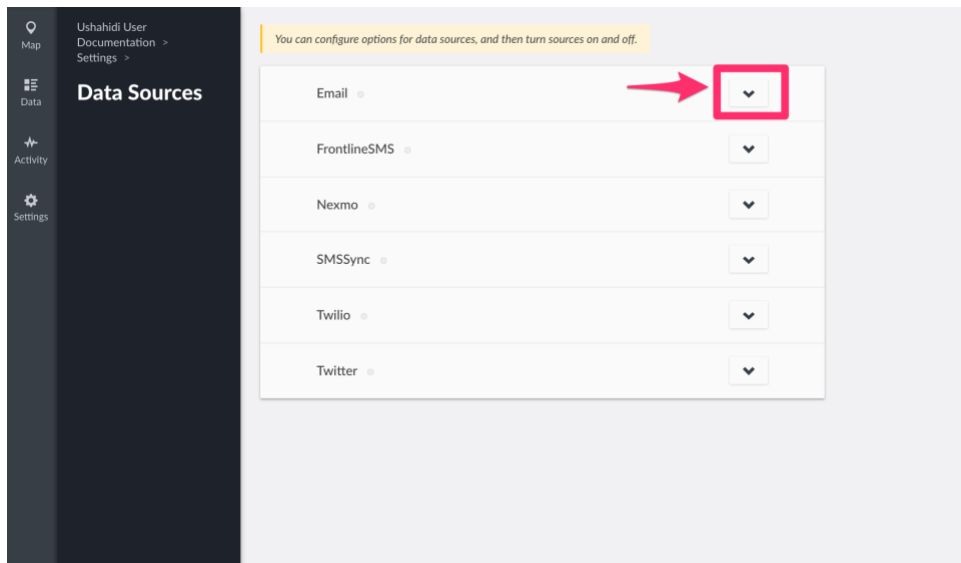 Map
Data
Activity
Settings
Ushahidi User
Documentation >
Settings >
Data Sources
You can configure options for data sources, and then turn sources on and off.
Email
FrontlineSMS
Nexmo
SMSSync
Twilio
Twitter